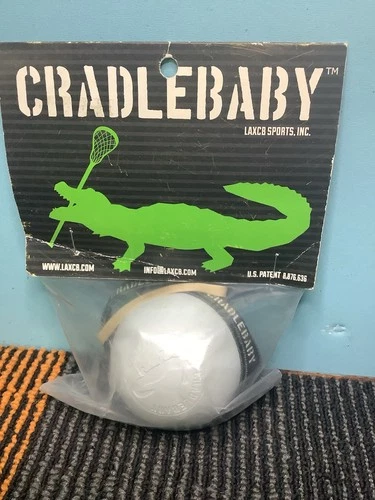 CRADLEBABY™
LAXCB SPORTS, INC.
WWW.LAXCB.COM
INFO@LAXCB.COM
U.S. PATENT 8,876,636
CRADLEBABY